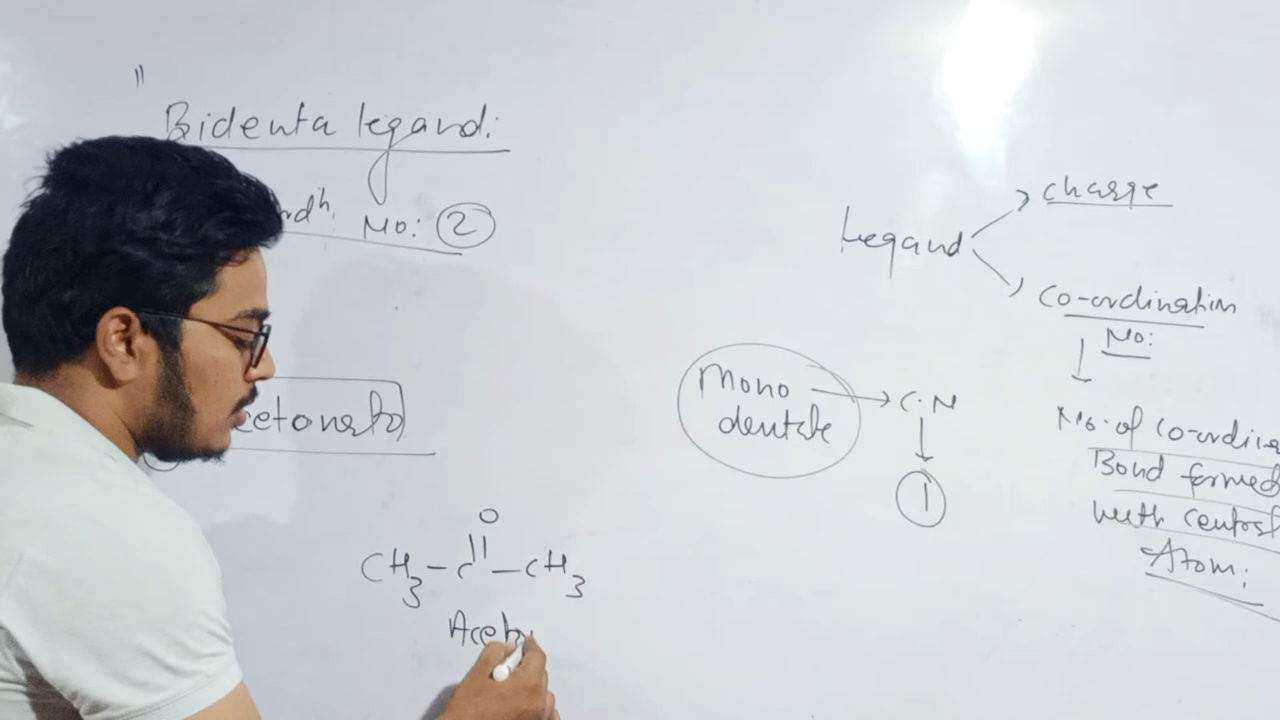 "
Bidenta legand:
No: (2)
etonato
O
||
CH3-C-CH3
Aceto
Legand
charge
Co-ordination
No:
Mono
dentate
C.N
1
No. of Co-ordina
Bond formed
with Central
Atom: